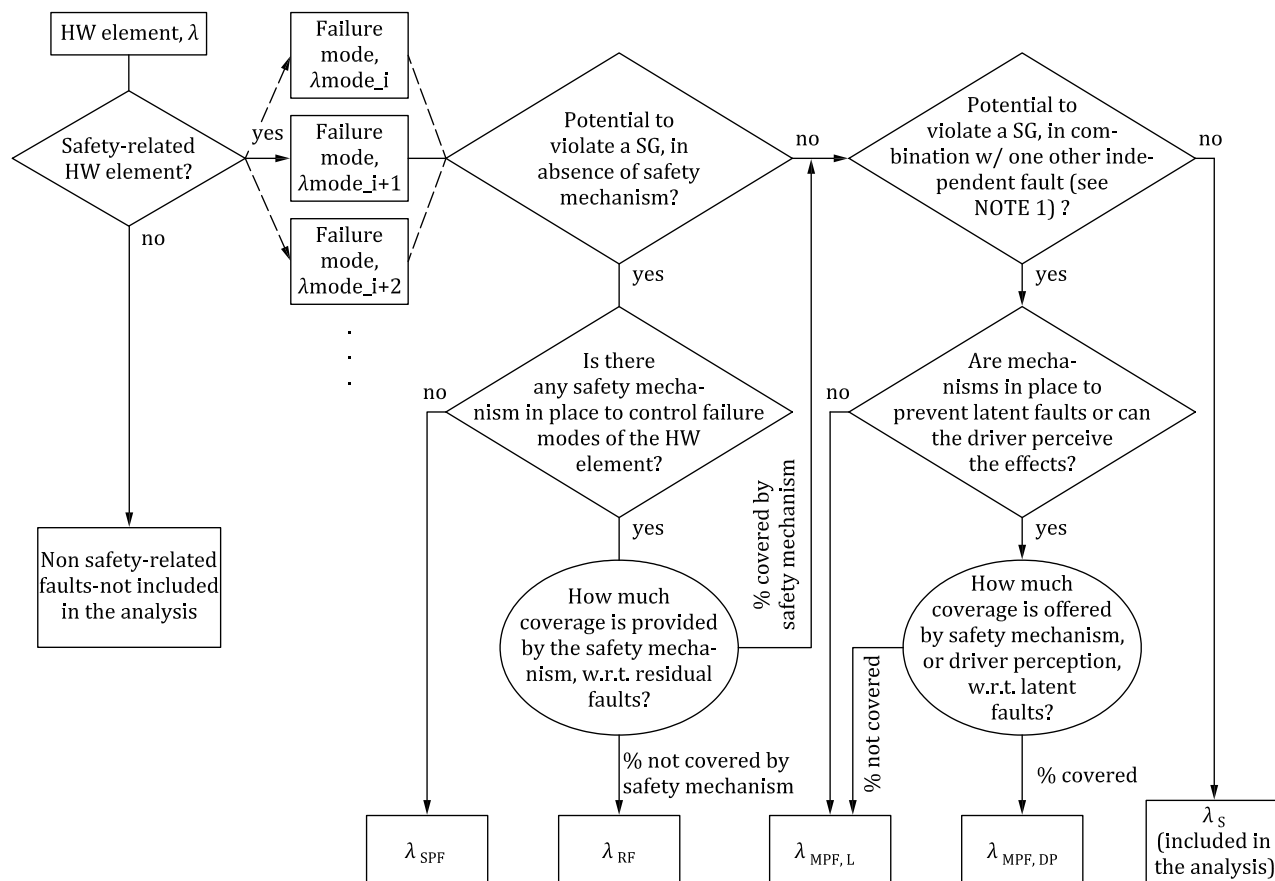 HW element, λ
Safety-related
HW element?
yes
no
Non safety-related
faults-not included
in the analysis
Failure
mode,
λmode_i
Failure
mode,
λmode_i+1
Failure
mode,
λmode_i+2
.
.
.
Potential to
violate a SG, in
absence of safety
mechanism?
no
yes
Is there
any safety mecha-
nism in place to control failure
modes of the HW
element?
no
yes
How much
coverage is provided
by the safety mecha-
nism, w.r.t. residual
faults?
% covered by
safety mechanism
% not covered by
safety mechanism
Potential to
violate a SG, in com-
bination w/ one other inde-
pendent fault (see
NOTE 1) ?
no
yes
Are mecha-
nisms in place to
prevent latent faults or can
the driver perceive
the effects?
no
yes
How much
coverage is offered
by safety mechanism,
or driver perception,
w.r.t. latent
faults?
% not covered
% covered
λ SPF
λ RF
λ MPF, L
λ MPF, DP
λ S
(included in
the analysis)